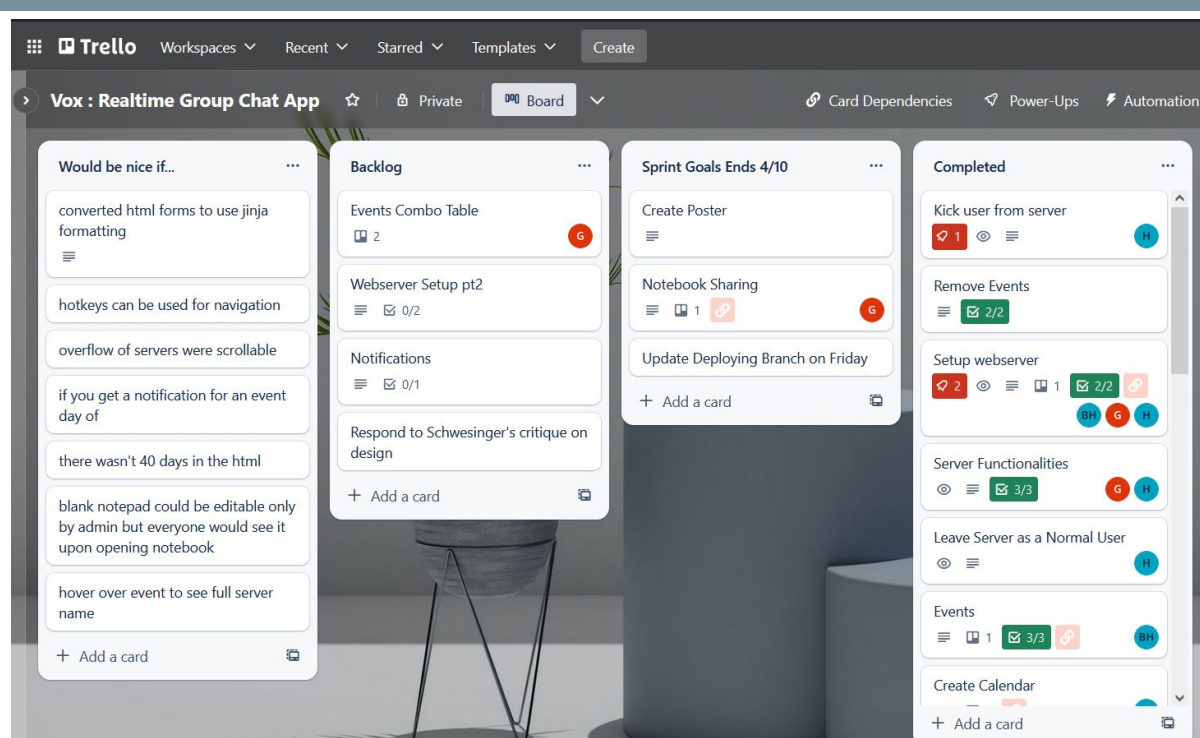 Trello
Workspaces
Recent
Starred
Templates
Create
Vox : Realtime Group Chat App
Private
Board
Card Dependencies
Power-Ups
Automation
Would be nice if...
converted html forms to use jinja
formatting
hotkeys can be used for navigation
overflow of servers were scrollable
if you get a notification for an event
day of
there wasn't 40 days in the html
blank notepad could be editable only
by admin but everyone would see it
upon opening notebook
hover over event to see full server
name
+ Add a card
Backlog
Events Combo Table
2
G
Webserver Setup pt2
0/2
Notifications
0/1
Respond to Schwesinger's critique on
design
+ Add a card
Sprint Goals Ends 4/10
Create Poster
Notebook Sharing
1
G
Update Deploying Branch on Friday
+ Add a card
Completed
Kick user from server
1
H
Remove Events
2/2
Setup webserver
2 1 2/2
BH G H
Server Functionalities
3/3 G H
Leave Server as a Normal User
H
Events
1 3/3 BH
Create Calendar
+ Add a card